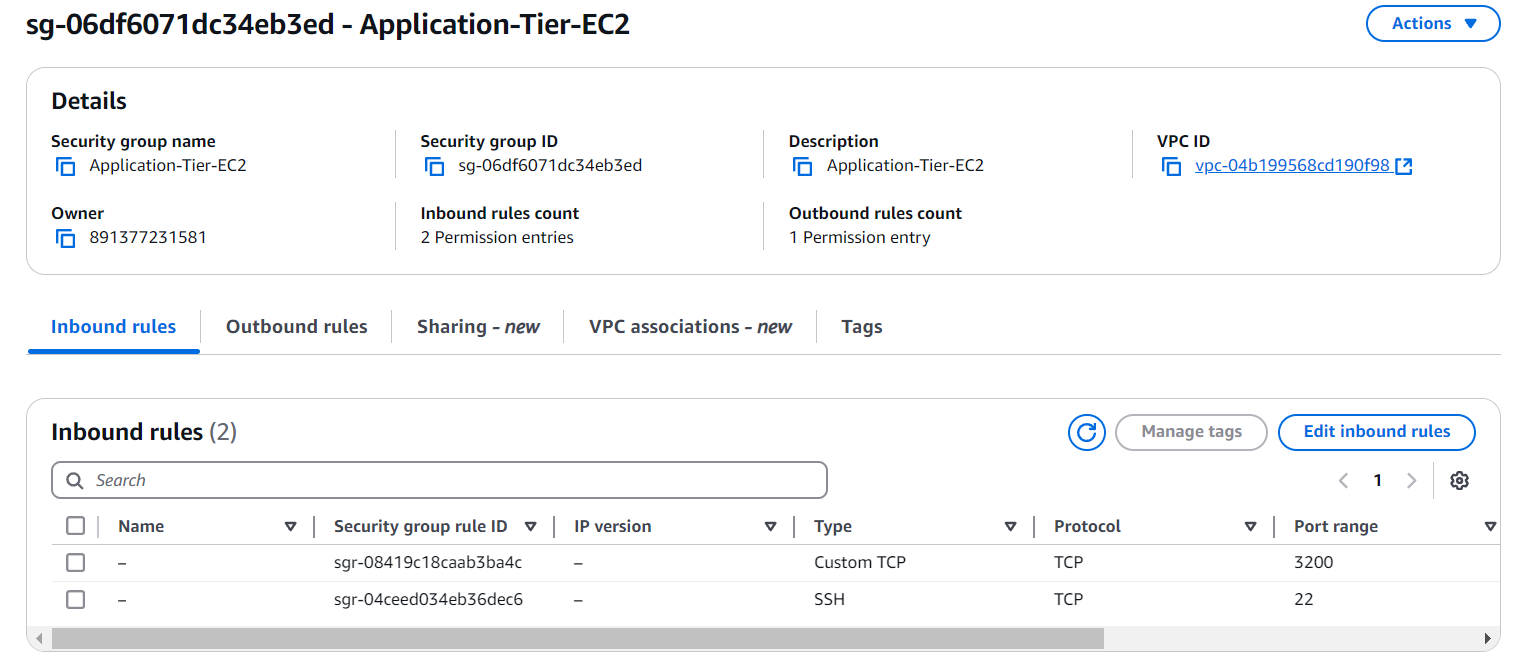 sg-06df6071dc34eb3ed - Application-Tier-EC2
Actions
Details
Security group name
Application-Tier-EC2
Security group ID
sg-06df6071dc34eb3ed
Description
Application-Tier-EC2
VPC ID
vpc-04b199568cd190f98
Owner
891377231581
Inbound rules count
2 Permission entries
Outbound rules count
1 Permission entry
Inbound rules
Outbound rules
Sharing - new
VPC associations - new
Tags
Inbound rules (2)
Manage tags
Edit inbound rules
Search
1
Name Security group rule ID IP version Type Protocol Port range
– sgr-08419c18caab3ba4c – Custom TCP TCP 3200
– sgr-04ceed034eb36dec6 – SSH TCP 22